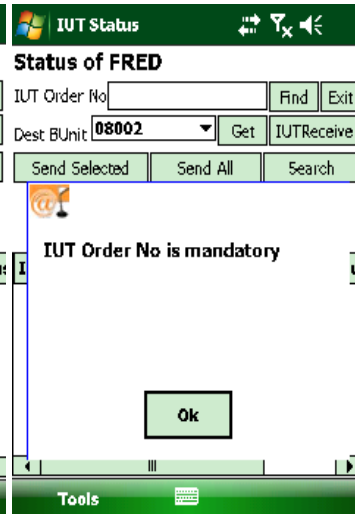 IUT Status
Status of FRED
IUT Order No
Find Exit
Dest BUnit 08002 Get IUTReceive
Send Selected Send All Search
IUT Order No is mandatory
Ok
Tools